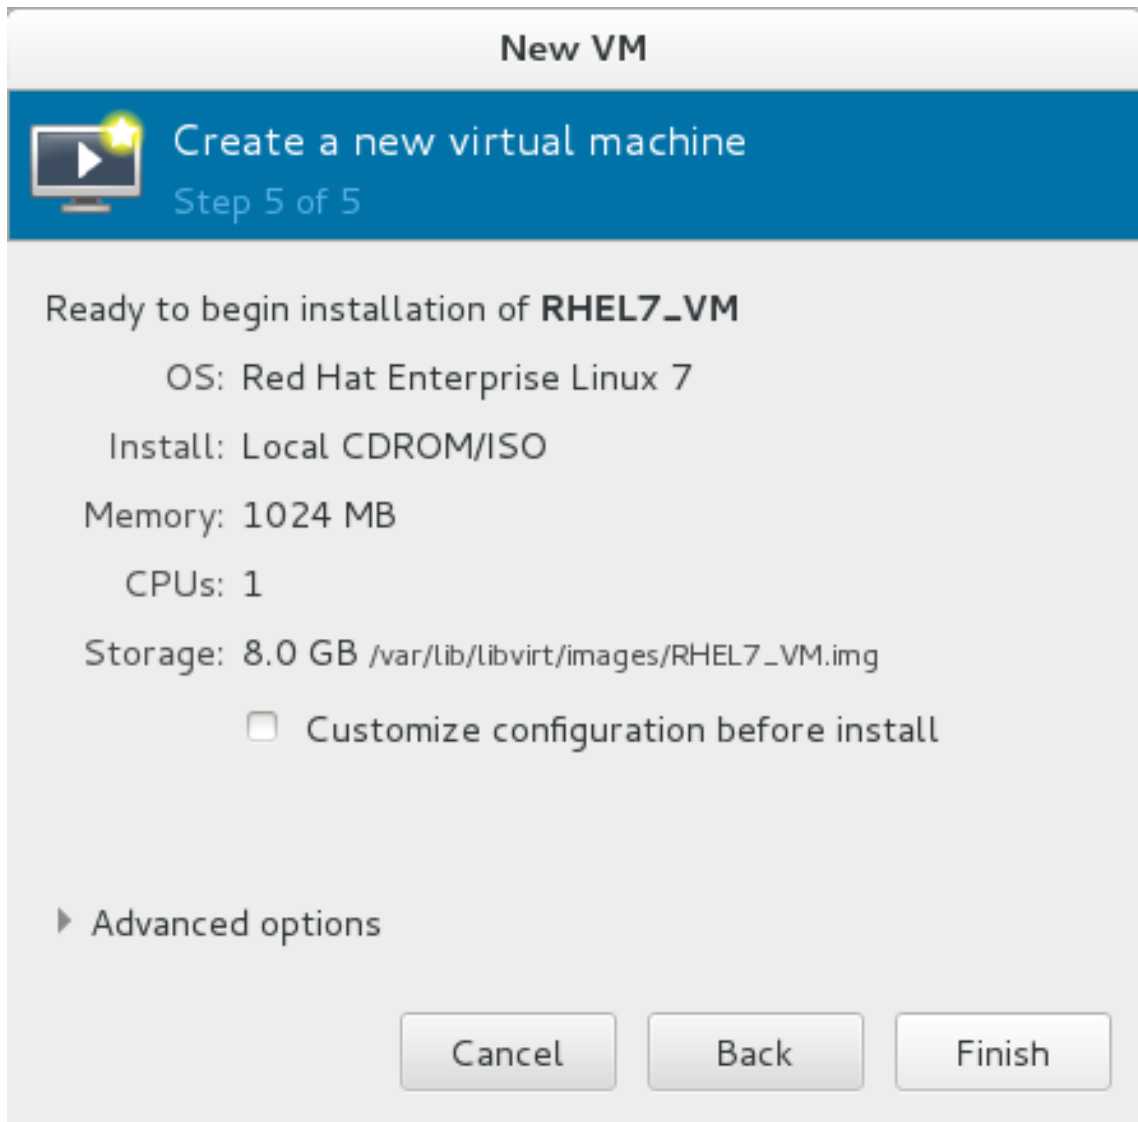 New VM
Create a new virtual machine
Step 5 of 5
Ready to begin installation of RHEL7_VM
OS: Red Hat Enterprise Linux 7
Install: Local CDROM/ISO
Memory: 1024 MB
CPUs: 1
Storage: 8.0 GB /var/lib/libvirt/images/RHEL7_VM.img
Customize configuration before install
Advanced options
Cancel Back Finish